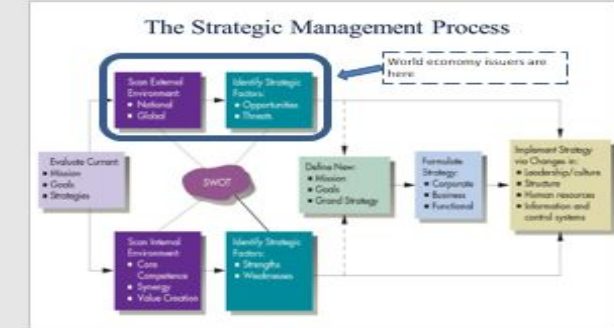 The Strategic Management Process
World economy issuers are
here
Scan External
Environment:
• National
• Global
Identify Strategic
Factors:
• Opportunities
• Threats
Evaluate Current:
• Mission
• Goals
• Strategies
SWOT
Define New:
• Mission
• Goals
• Grand Strategy
Formulate
Strategy:
• Corporate
• Business
• Functional
Implement Strategy
via Changes in:
• Leadership/culture
• Structure
• Human resources
• Information and
control systems
Scan Internal
Environment:
• Core
Competence
• Synergy
• Value Creation
Identify Strategic
Factors:
• Strengths
• Weaknesses